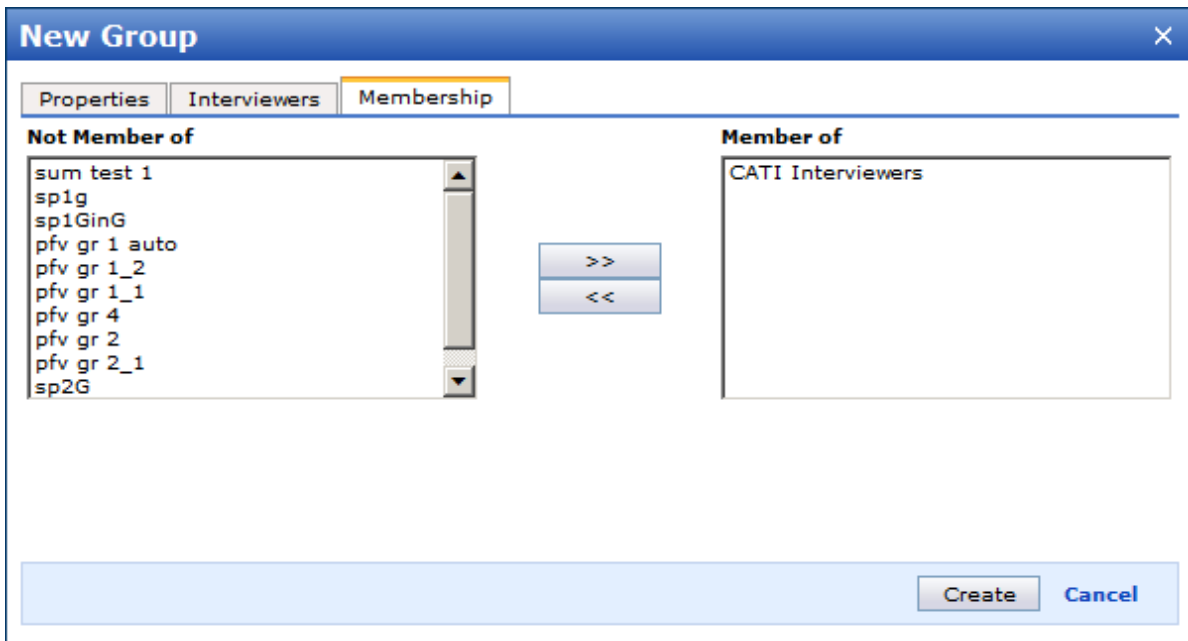 New Group
Properties Interviewers Membership
Not Member of
sum test 1
sp1g
sp1GinG
pfv gr 1 auto
pfv gr 1_2
pfv gr 1_1
pfv gr 4
pfv gr 2
pfv gr 2_1
sp2G
>>
<<
Member of
CATI Interviewers
Create Cancel